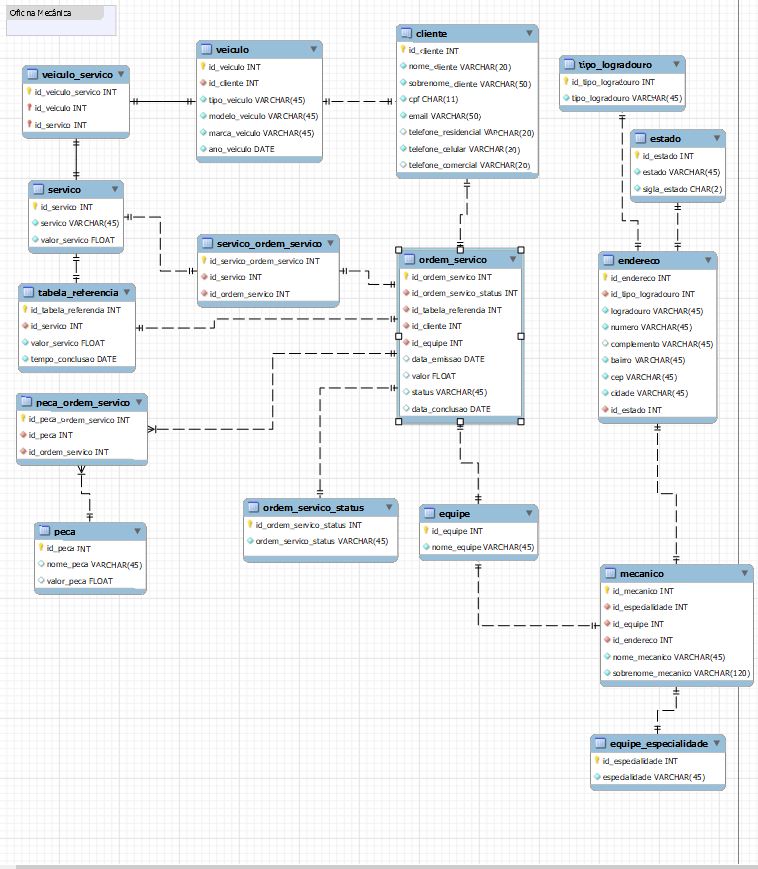 Oficina Mecânica
veiculo_servico
id_veiculo_servico INT
id_veiculo INT
id_servico INT
veiculo
id_veiculo INT
id_cliente INT
tipo_veiculo VARCHAR(45)
modelo_veiculo VARCHAR(45)
marca_veiculo VARCHAR(45)
ano_veiculo DATE
cliente
id_cliente INT
nome_cliente VARCHAR(20)
sobrenome_cliente VARCHAR(50)
cpf CHAR(11)
email VARCHAR(50)
telefone_residencial VARCHAR(20)
telefone_celular VARCHAR(20)
telefone_comercial VARCHAR(20)
tipo_logradouro
id_tipo_logradouro INT
tipo_logradouro VARCHAR(45)
estado
id_estado INT
estado VARCHAR(45)
sigla_estado CHAR(2)
servico
id_servico INT
servico VARCHAR(45)
valor_servico FLOAT
servico_ordem_servico
id_servico_ordem_servico INT
id_servico INT
id_ordem_servico INT
ordem_servico
id_ordem_servico INT
id_ordem_servico_status INT
id_tabela_referencia INT
id_cliente INT
id_equipe INT
data_emissao DATE
valor FLOAT
status VARCHAR(45)
data_conclusao DATE
endereco
id_endereco INT
id_tipo_logradouro INT
logradouro VARCHAR(45)
numero VARCHAR(45)
complemento VARCHAR(45)
bairro VARCHAR(45)
cep VARCHAR(45)
cidade VARCHAR(45)
id_estado INT
tabela_referencia
id_tabela_referencia INT
id_servico INT
valor_servico FLOAT
tempo_conclusao DATE
peca_ordem_servico
id_peca_ordem_servico INT
id_peca INT
id_ordem_servico INT
peca
id_peca INT
nome_peca VARCHAR(45)
valor_peca FLOAT
ordem_servico_status
id_ordem_servico_status INT
ordem_servico_status VARCHAR(45)
equipe
id_equipe INT
nome_equipe VARCHAR(45)
mecanico
id_mecanico INT
id_especialidade INT
id_equipe INT
id_endereco INT
nome_mecanico VARCHAR(45)
sobrenome_mecanico VARCHAR(120)
equipe_especialidade
id_especialidade INT
especialidade VARCHAR(45)